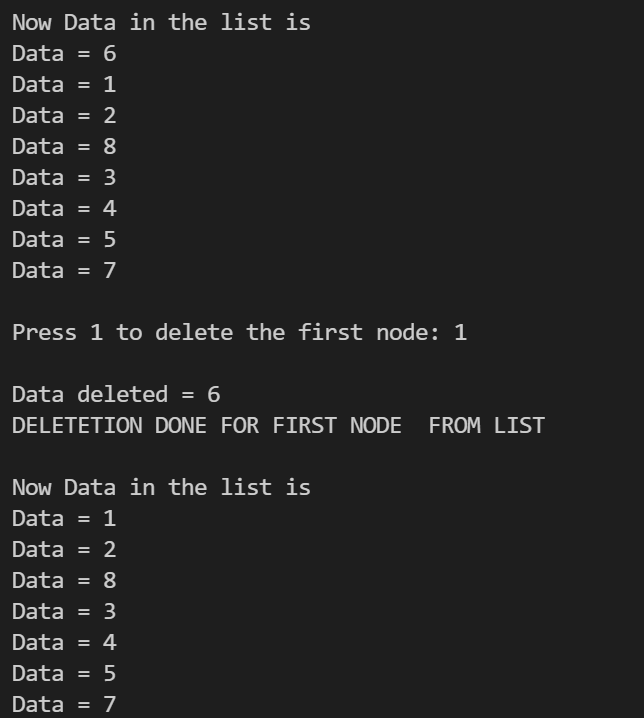 Now Data in the list is
Data = 6
Data = 1
Data = 2
Data = 8
Data = 3
Data = 4
Data = 5
Data = 7
Press 1 to delete the first node: 1
Data deleted = 6
DELETETION DONE FOR FIRST NODE  FROM LIST
Now Data in the list is
Data = 1
Data = 2
Data = 8
Data = 3
Data = 4
Data = 5
Data = 7